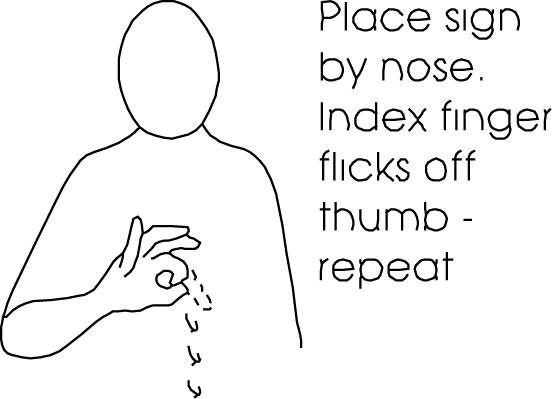 Place sign
by nose.
Index finger
flicks off
thumb -
repeat